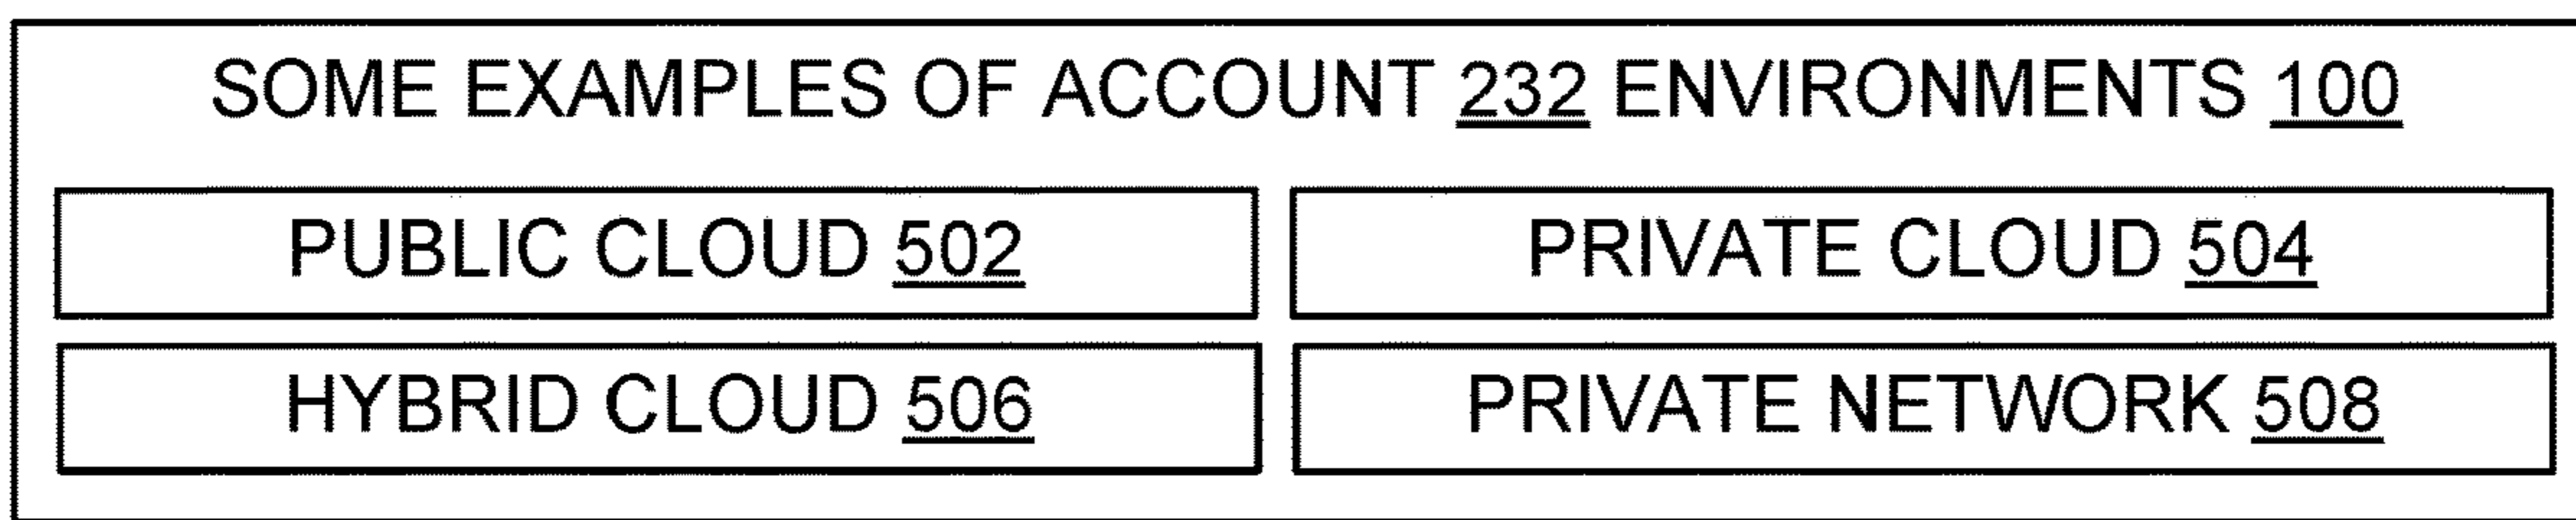 SOME EXAMPLES OF ACCOUNT 232 ENVIRONMENTS 100
PUBLIC CLOUD 502
PRIVATE CLOUD 504
HYBRID CLOUD 506
PRIVATE NETWORK 508